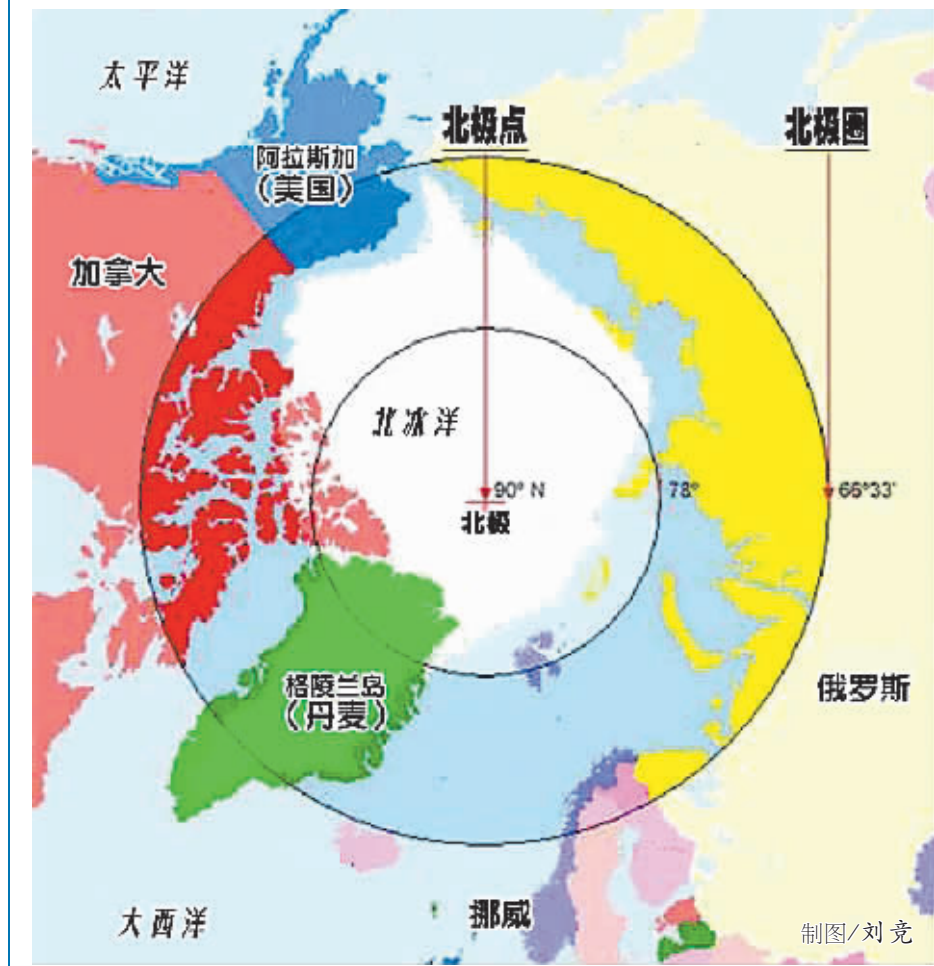 太平洋
北极点
北极圈
阿拉斯加
（美国）
加拿大
北冰洋
90° N
78°
66°33'
北极
格陵兰岛
（丹麦）
俄罗斯
挪威
大西洋
制图/刘竞